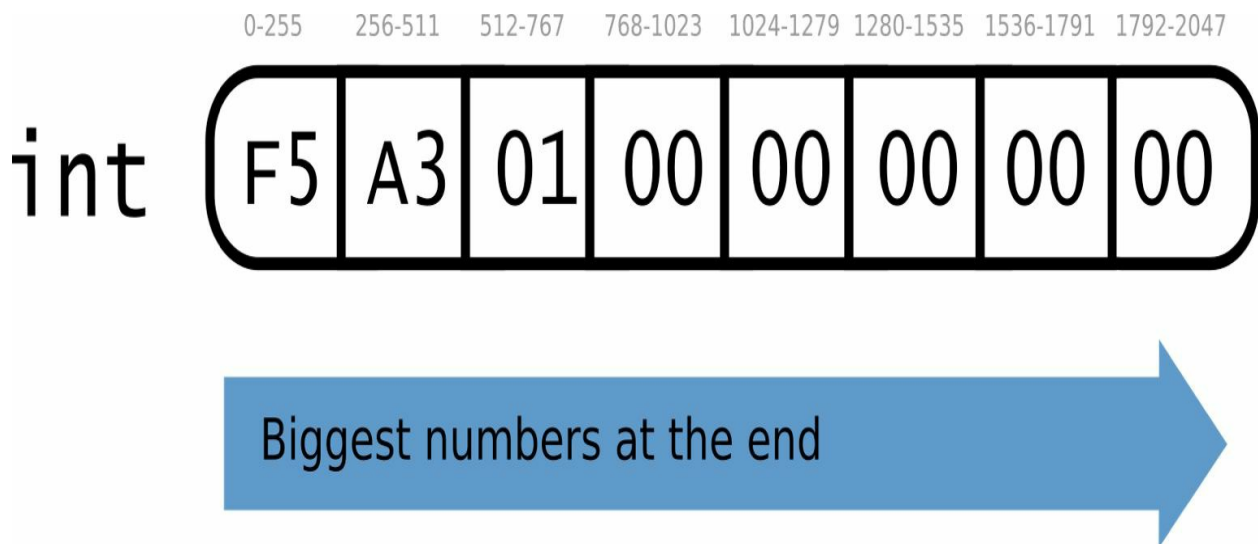 0-255 256-511 512-767 768-1023 1024-1279 1280-1535 1536-1791 1792-2047
int F5 A3 01 00 00 00 00 00
Biggest numbers at the end